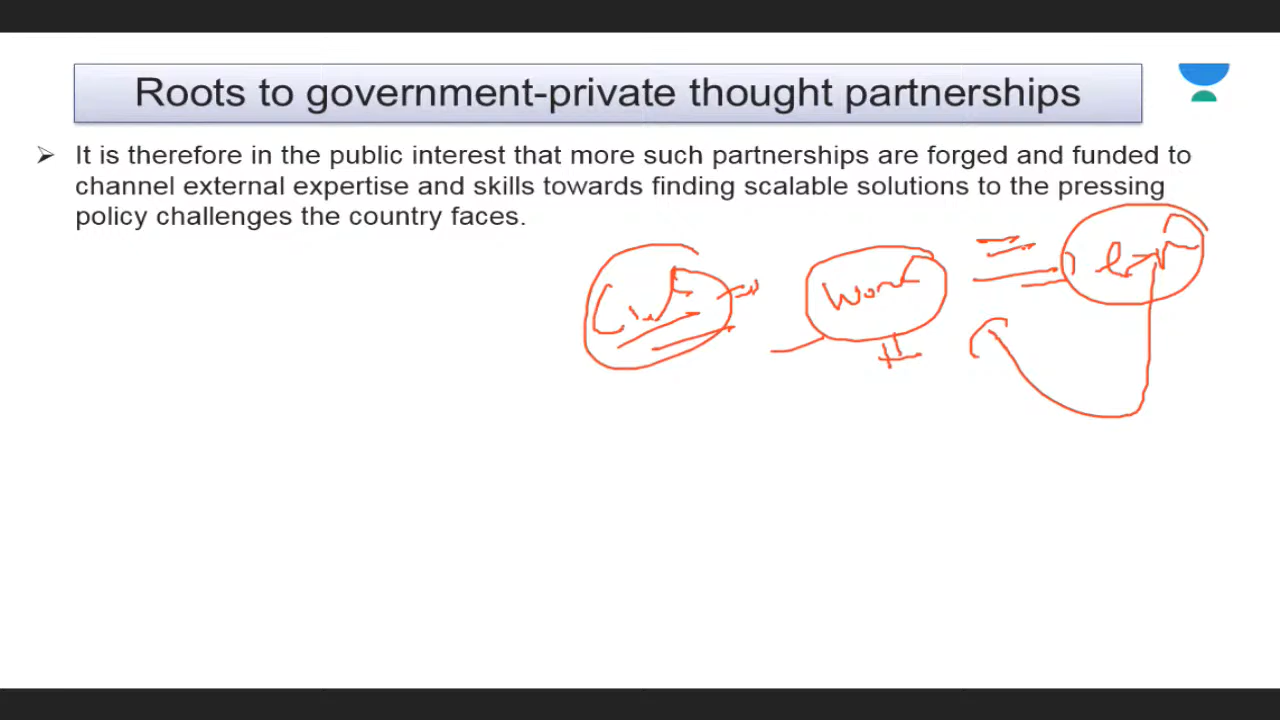 Roots to government-private thought partnerships
It is therefore in the public interest that more such partnerships are forged and funded to
channel external expertise and skills towards finding scalable solutions to the pressing
policy challenges the country faces.